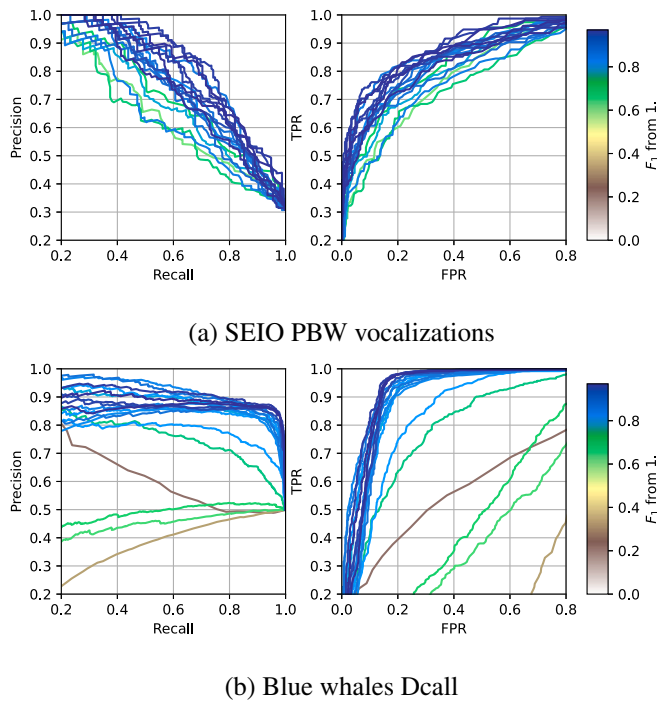 1.0
0.9
0.8
0.7
0.6
0.5
0.4
0.3
0.2
Precision
0.2 0.4 0.6 0.8 1.0
Recall
1.0
0.9
0.8
0.7
0.6
0.5
0.4
0.3
0.2
TPR
0.0 0.2 0.4 0.6 0.8
FPR
0.8
0.6
0.4
0.2
0.0
F1 from 1.
(a) SEIO PBW vocalizations
1.0
0.9
0.8
0.7
0.6
0.5
0.4
0.3
0.2
Precision
0.2 0.4 0.6 0.8 1.0
Recall
1.0
0.9
0.8
0.7
0.6
0.5
0.4
0.3
0.2
TPR
0.0 0.2 0.4 0.6 0.8
FPR
0.8
0.6
0.4
0.2
0.0
F1 from 1.
(b) Blue whales Dcall